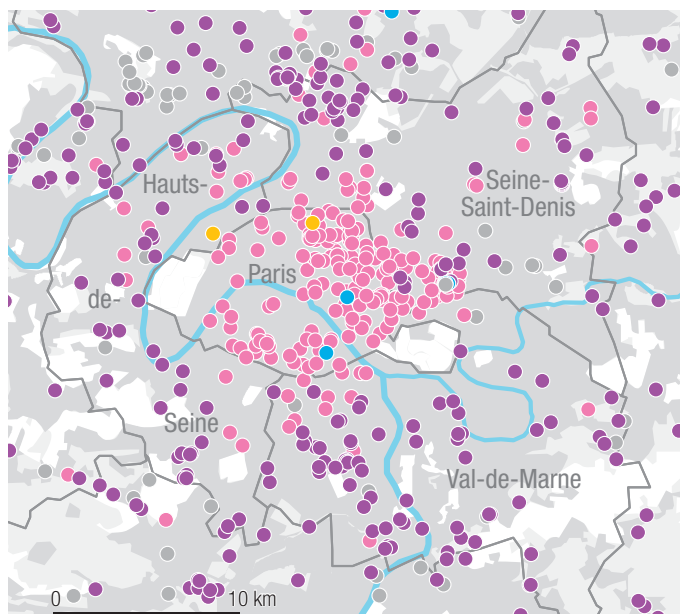 Hauts-
Seine-
Saint-Denis
Paris
de-
Seine
Val-de-Marne
0 10 km